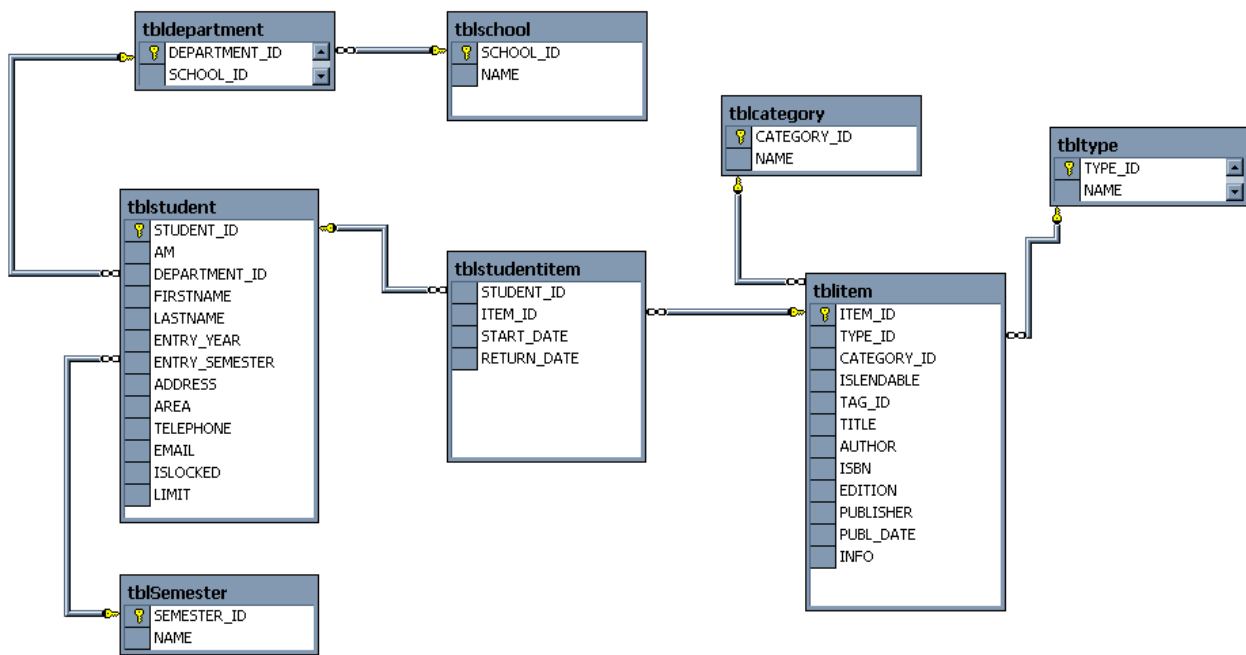 tbldepartment
DEPARTMENT_ID
SCHOOL_ID
tblschool
SCHOOL_ID
NAME
tblcategory
CATEGORY_ID
NAME
tbltype
TYPE_ID
NAME
tblstudent
STUDENT_ID
AM
DEPARTMENT_ID
FIRSTNAME
LASTNAME
ENTRY_YEAR
ENTRY_SEMESTER
ADDRESS
AREA
TELEPHONE
EMAIL
ISLOCKED
LIMIT
tblstudentitem
STUDENT_ID
ITEM_ID
START_DATE
RETURN_DATE
tblitem
ITEM_ID
TYPE_ID
CATEGORY_ID
ISLENDABLE
TAG_ID
TITLE
AUTHOR
ISBN
EDITION
PUBLISHER
PUBL_DATE
INFO
tblSemester
SEMESTER_ID
NAME